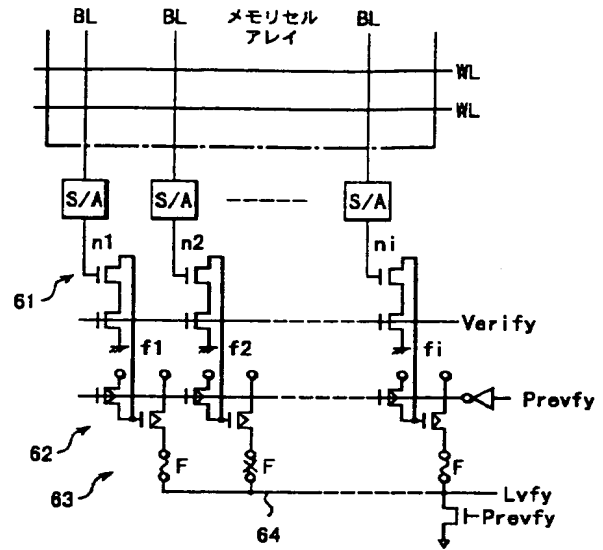 BL BL メモリセル BL
アレイ
WL
WL
S/A S/A S/A
n1 n2 ni
61
Verify
f1 f2 fi
Prevfy
62
F F F
63
Lvfy
64
Prevfy